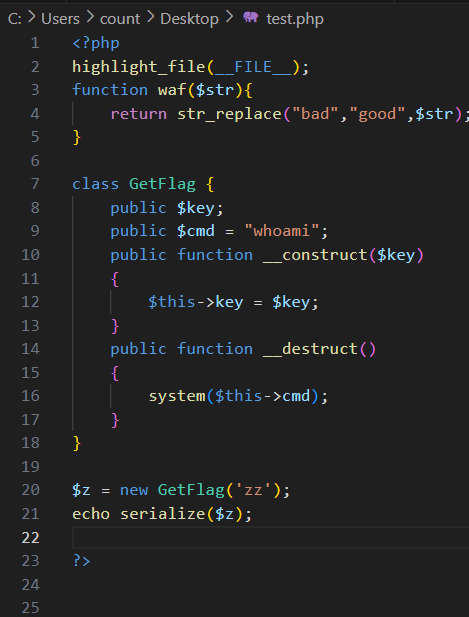 C: > Users > count > Desktop > test.php
1 <?php
2 highlight_file(__FILE__);
3 function waf($str){
4     return str_replace("bad","good",$str);
5 }
6
7 class GetFlag {
8     public $key;
9     public $cmd = "whoami";
10     public function __construct($key)
11     {
12         $this->key = $key;
13     }
14     public function __destruct()
15     {
16         system($this->cmd);
17     }
18 }
19
20 $z = new GetFlag('zz');
21 echo serialize($z);
22
23 ?>
24
25